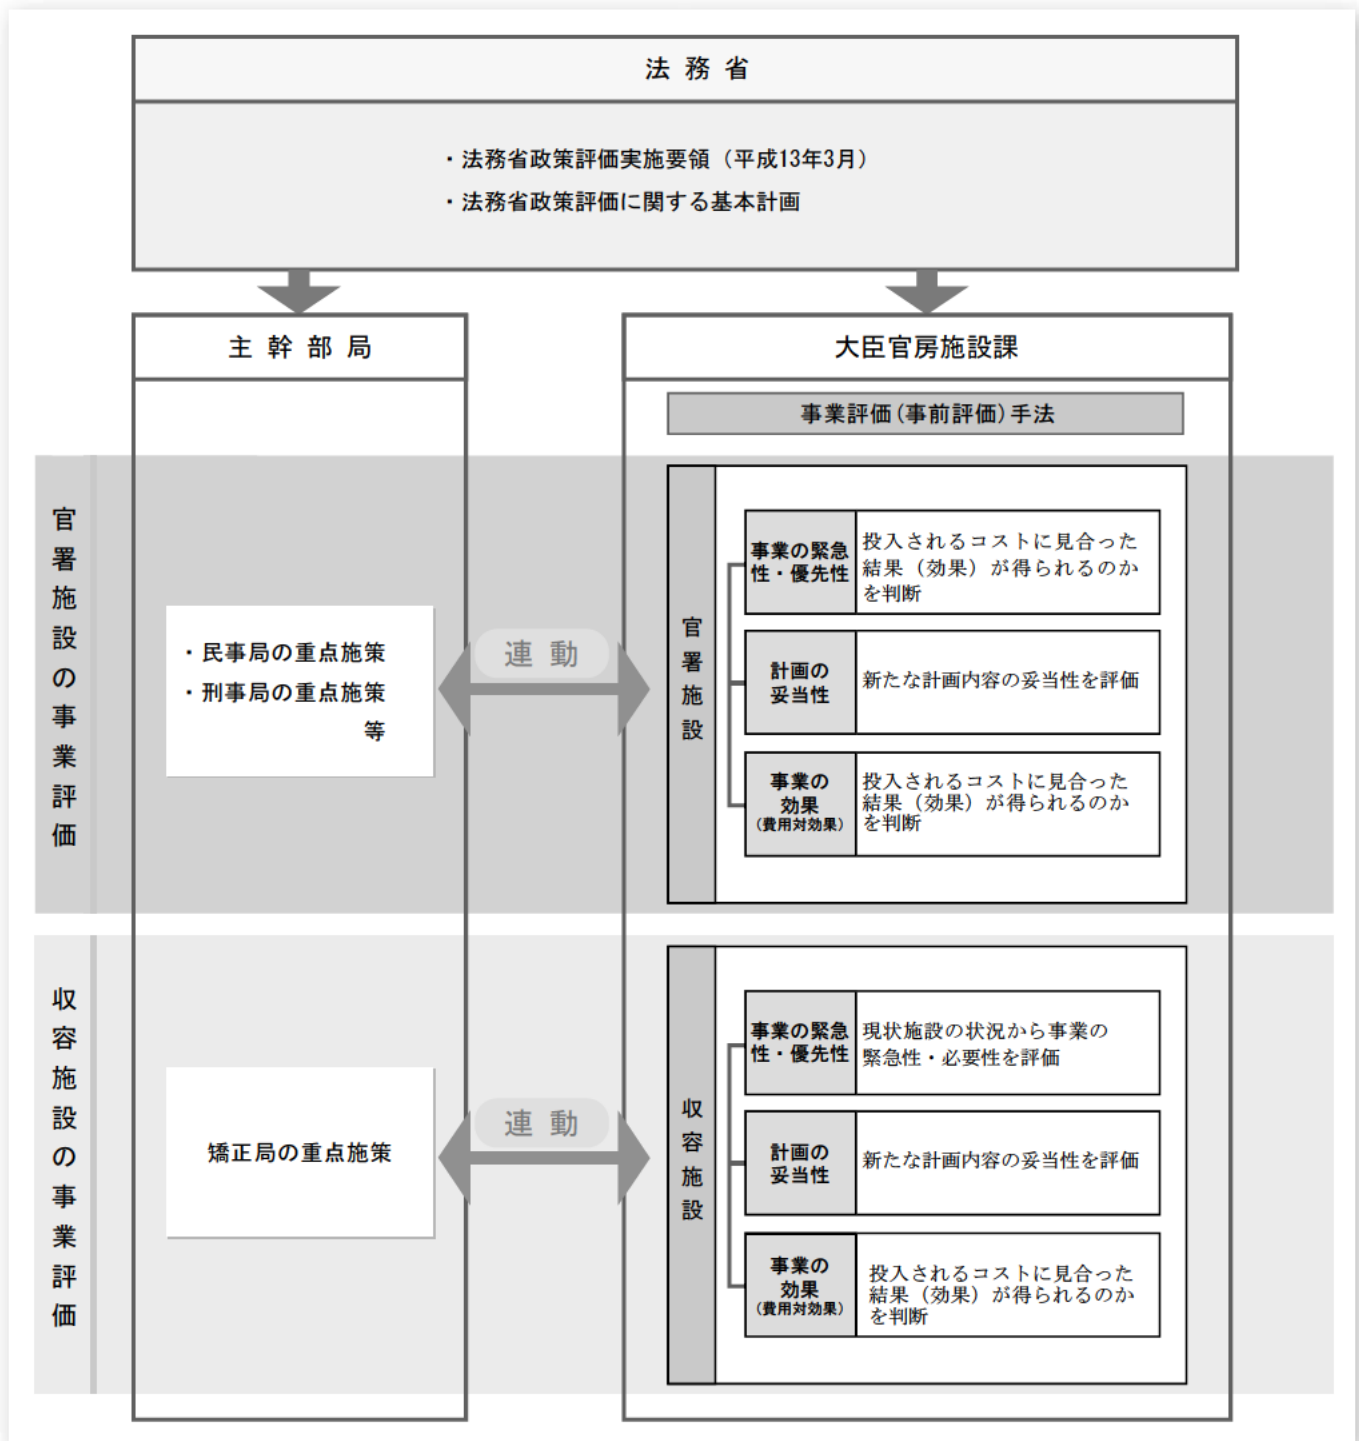 法務省
・法務省政策評価実施要領（平成13年3月）
・法務省政策評価に関する基本計画
主幹部局
大臣官房施設課
事業評価(事前評価)手法
官署施設の事業評価
・民事局の重点施策
・刑事局の重点施策
等
連動
官署施設
事業の緊急
性・優先性
投入されるコストに見合った
結果（効果）が得られるのか
を判断
計画の
妥当性
新たな計画内容の妥当性を評価
事業の
効果
（費用対効果）
投入されるコストに見合った
結果（効果）が得られるのか
を判断
収容施設の事業評価
矯正局の重点施策
連動
収容施設
事業の緊急
性・優先性
現状施設の状況から事業の
緊急性・必要性を評価
計画の
妥当性
新たな計画内容の妥当性を評価
事業の
効果
（費用対効果）
投入されるコストに見合った
結果（効果）が得られるのか
を判断